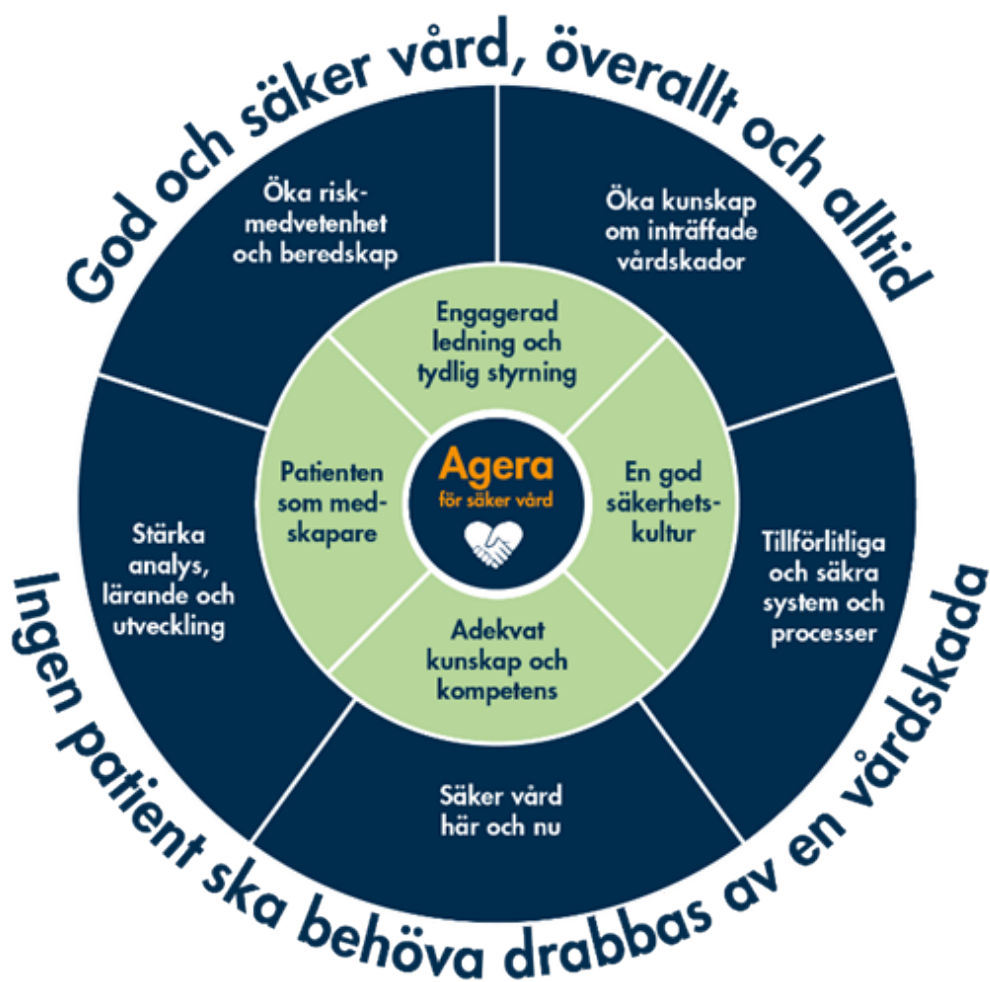 God och säker vård, överallt och alltid
Öka risk-
medvetenhet
och beredskap
Öka kunskap
om inträffade
vårdskador
Engagerad
ledning och
tydlig styrning
Patienten
som med-
skapare
Agera
för säker vård
En god
säkerhets-
kultur
Stärka
analys,
lärande och
utveckling
Tillförlitliga
och säkra
system och
processer
Adekvat
kunskap och
kompetens
Säker vård
här och nu
Ingen patient ska behöva drabbas av en vårdskada